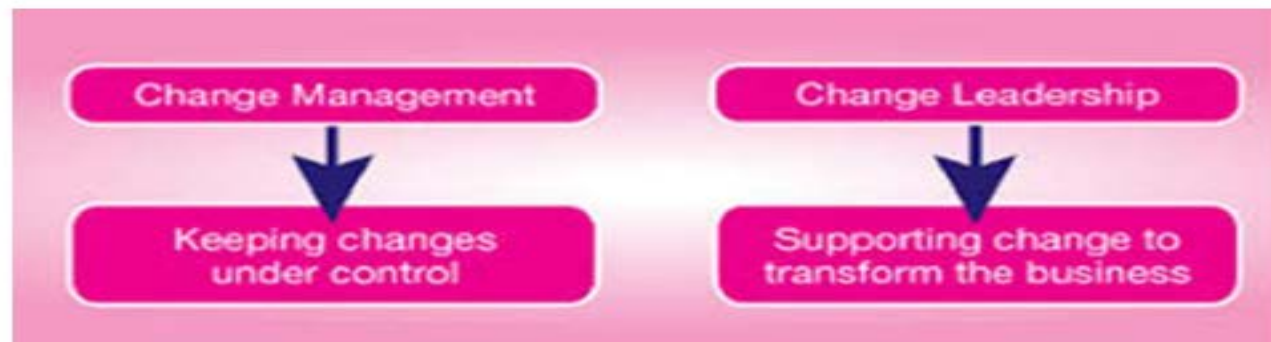 Change Management
Change Leadership
Keeping changes
under control
Supporting change to
transform the business